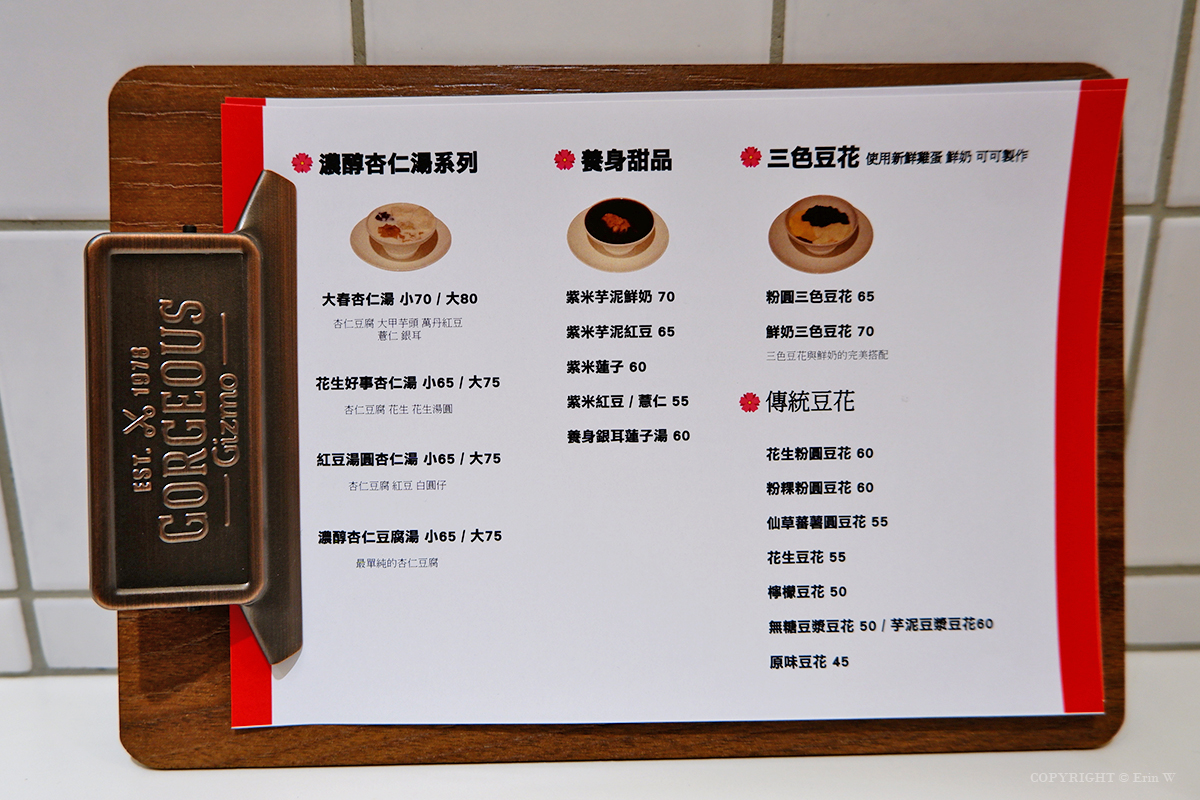 濃醇杏仁湯系列
大春杏仁湯 小70 / 大80
杏仁豆腐 大甲芋頭 萬丹紅豆
薏仁 銀耳
花生好事杏仁湯 小65 / 大75
杏仁豆腐 花生 花生湯圓
紅豆湯圓杏仁湯 小65 / 大75
杏仁豆腐 紅豆 白圓仔
濃醇杏仁豆腐湯 小65 / 大75
最單純的杏仁豆腐
養身甜品
紫米芋泥鮮奶 70
紫米芋泥紅豆 65
紫米蓮子 60
紫米紅豆 / 薏仁 55
養身銀耳蓮子湯 60
三色豆花 使用新鮮雞蛋 鮮奶 可可製作
粉圓三色豆花 65
鮮奶三色豆花 70
三色豆花與鮮奶的完美搭配
傳統豆花
花生粉圓豆花 60
粉粿粉圓豆花 60
仙草蕃薯圓豆花 55
花生豆花 55
檸檬豆花 50
無糖豆漿豆花 50 / 芋泥豆漿豆花60
原味豆花 45
EST. 1978
GORGEOUS
Gizmo
COPYRIGHT © Erin W